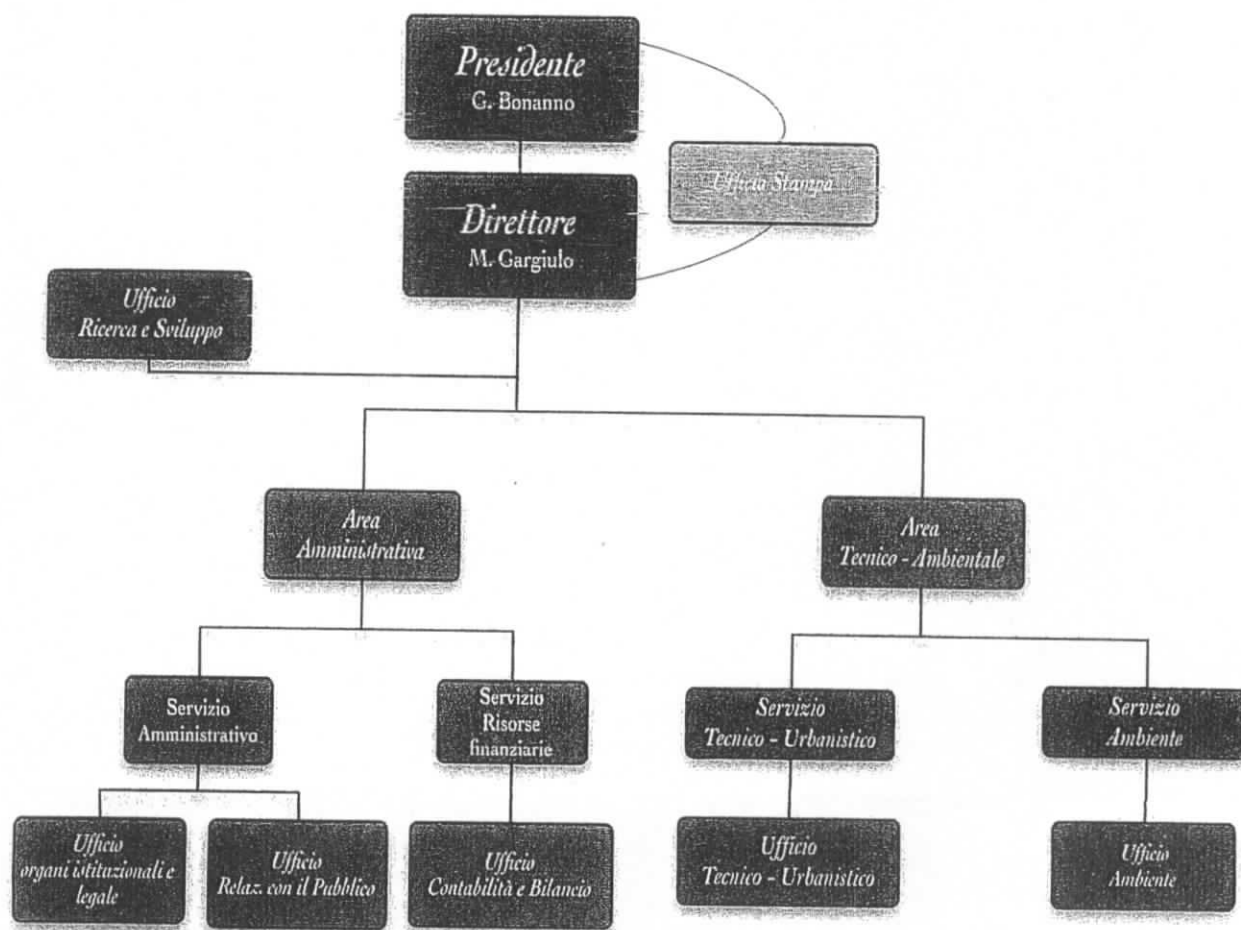 Presidente
G. Bonanno
Ufficio Stampa
Direttore
M. Gargiulo
Ufficio
Ricerca e Sviluppo
Area
Amministrativa
Area
Tecnico - Ambientale
Servizio
Amministrativo
Servizio
Risorse
finanziarie
Servizio
Tecnico - Urbanistico
Servizio
Ambiente
Ufficio
organi istituzionali e
legale
Ufficio
Relaz. con il Pubblico
Ufficio
Contabilità e Bilancio
Ufficio
Tecnico - Urbanistico
Ufficio
Ambiente